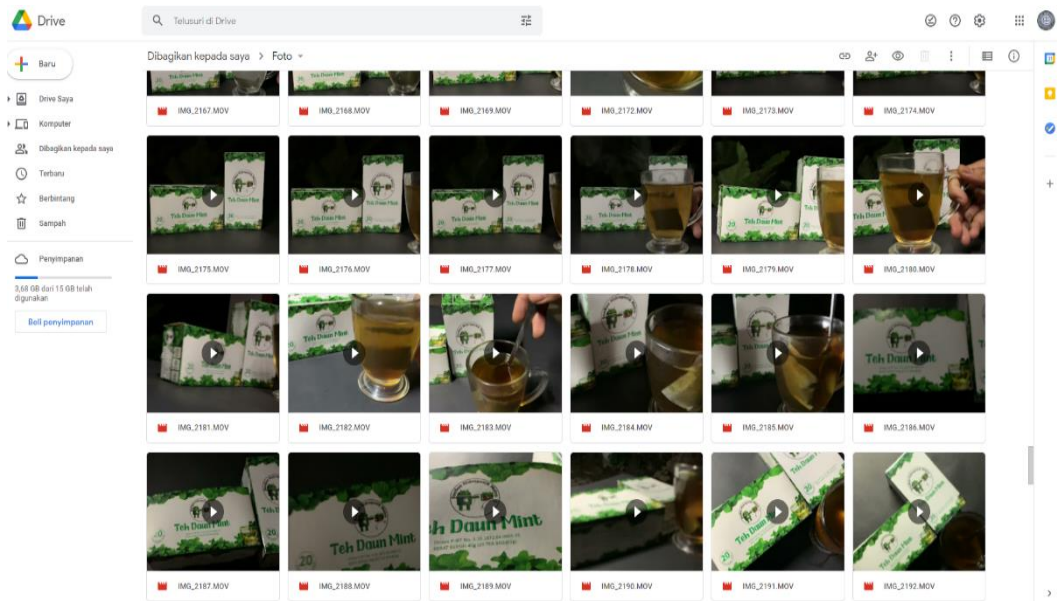 Drive
Telusuri di Drive
Baru
Drive Saya
Komputer
Dibagikan kepada saya
Terbaru
Berbintang
Sampah
Penyimpanan
3,68 GB dari 15 GB telah
digunakan
Beli penyimpanan
Dibagikan kepada saya > Foto
IMG_2167.MOV
IMG_2168.MOV
IMG_2169.MOV
IMG_2172.MOV
IMG_2173.MOV
IMG_2174.MOV
IMG_2175.MOV
IMG_2176.MOV
IMG_2177.MOV
IMG_2178.MOV
IMG_2179.MOV
IMG_2180.MOV
Teh Daun Mint
IMG_2181.MOV
IMG_2182.MOV
IMG_2183.MOV
IMG_2184.MOV
IMG_2185.MOV
IMG_2186.MOV
Teh Daun Mint
20
Teh Daun Mint
h Daun Mint
IMG_2187.MOV
IMG_2188.MOV
IMG_2189.MOV
IMG_2190.MOV
IMG_2191.MOV
IMG_2192.MOV